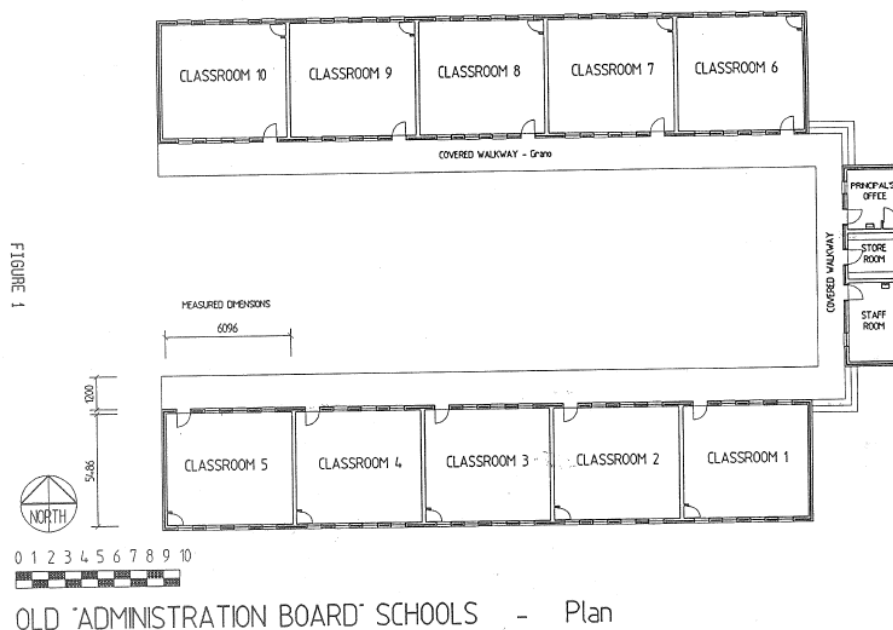 CLASSROOM 10
CLASSROOM 9
CLASSROOM 8
CLASSROOM 7
CLASSROOM 6
COVERED WALKWAY - Grano
PRINCIPAL'S
OFFICE
STORE
ROOM
COVERED WALKWAY
STAFF
ROOM
FIGURE 1
MEASURED DIMENSIONS
6096
1200
5486
CLASSROOM 5
CLASSROOM 4
CLASSROOM 3
CLASSROOM 2
CLASSROOM 1
NORTH
0 1 2 3 4 5 6 7 8 9 10
OLD "ADMINISTRATION BOARD" SCHOOLS - Plan